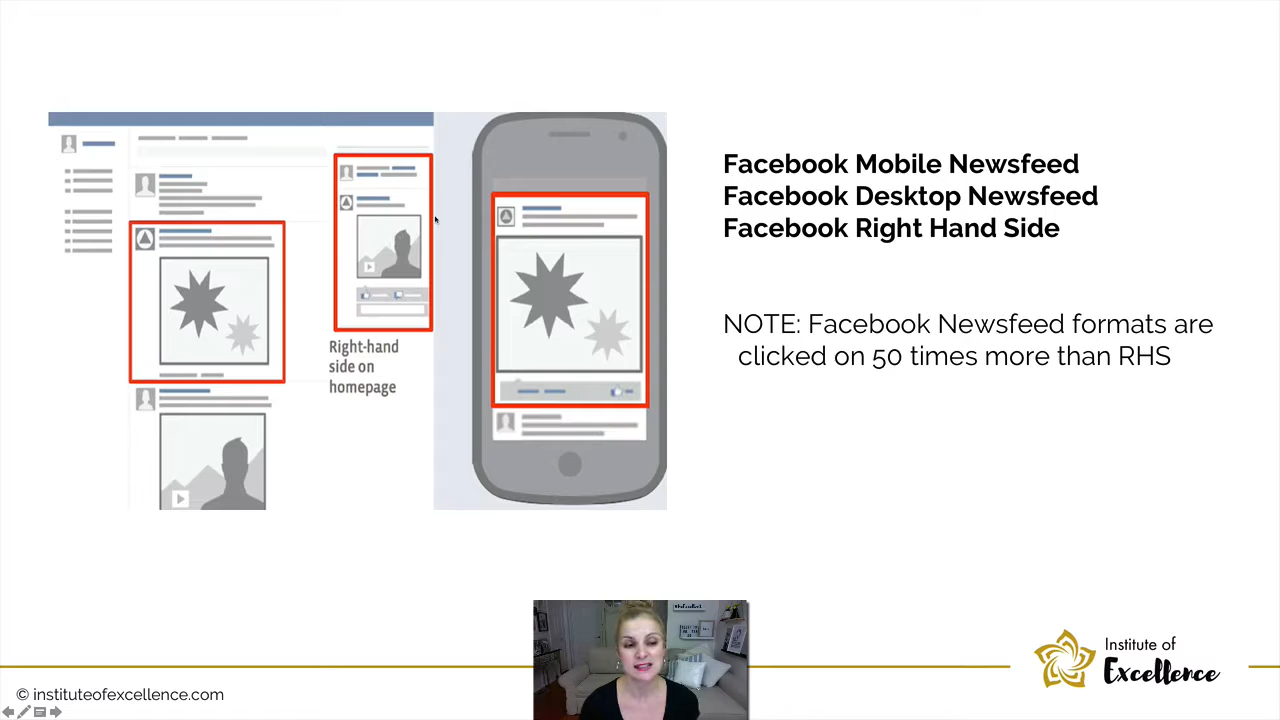 Facebook Mobile Newsfeed
Facebook Desktop Newsfeed
Facebook Right Hand Side
NOTE: Facebook Newsfeed formats are
clicked on 50 times more than RHS
Right-hand
side on
homepage
Institute of
Excellence
© instituteofexcellence.com